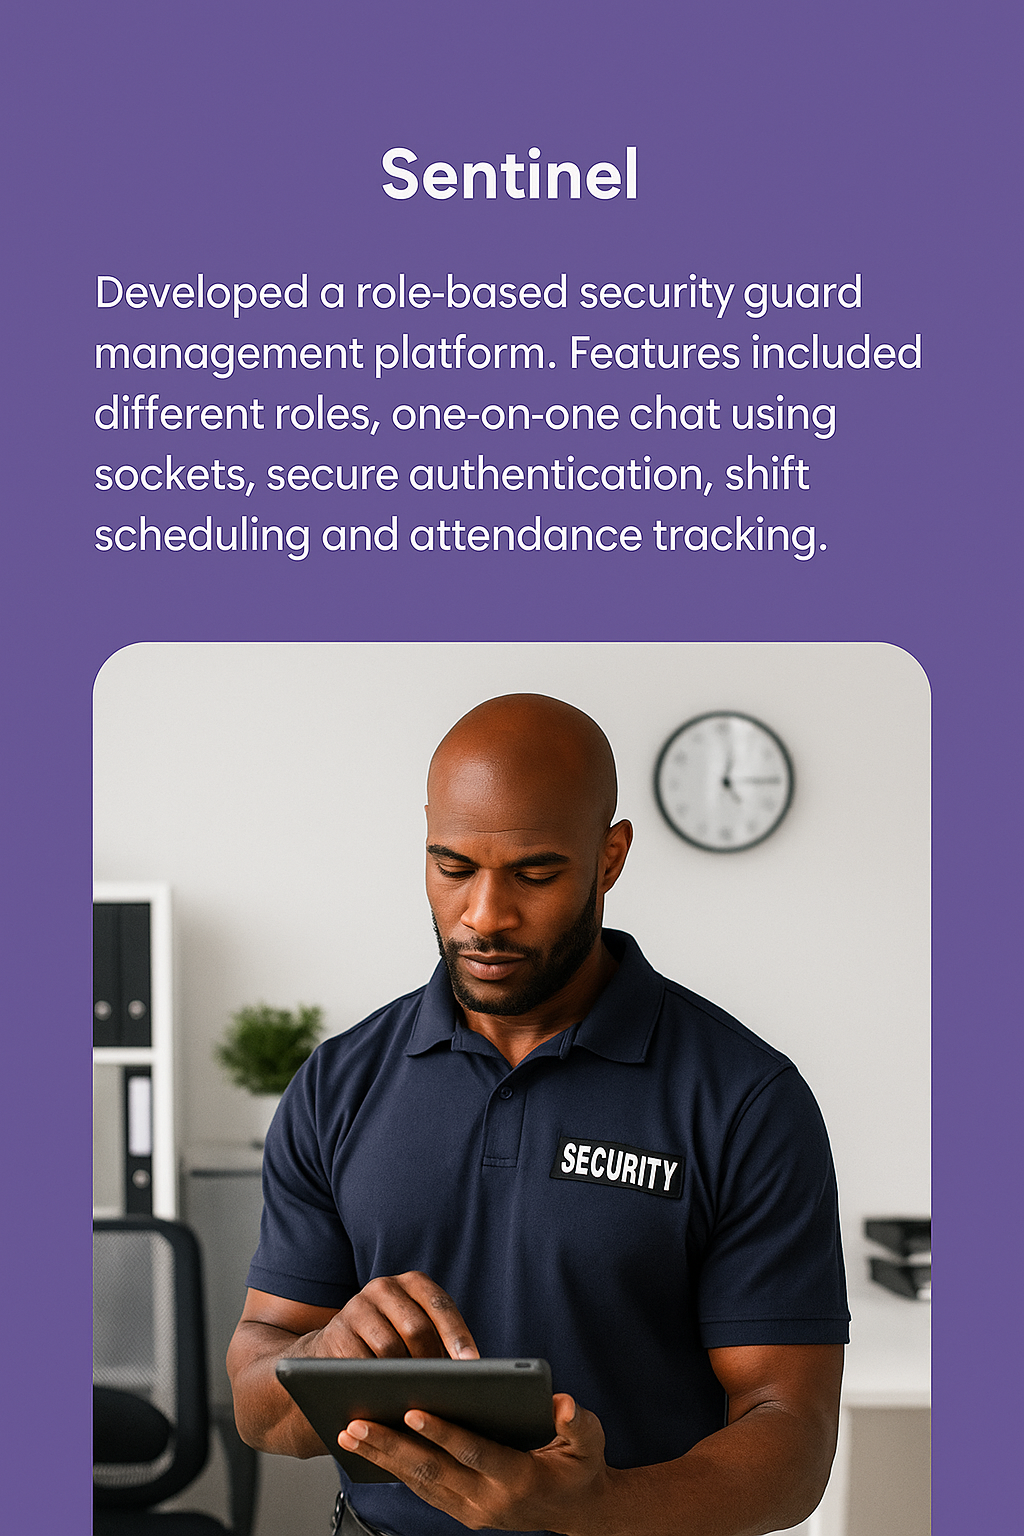 Sentinel
Developed a role-based security guard
management platform. Features included
different roles, one-on-one chat using
sockets, secure authentication, shift
scheduling and attendance tracking.
SECURITY